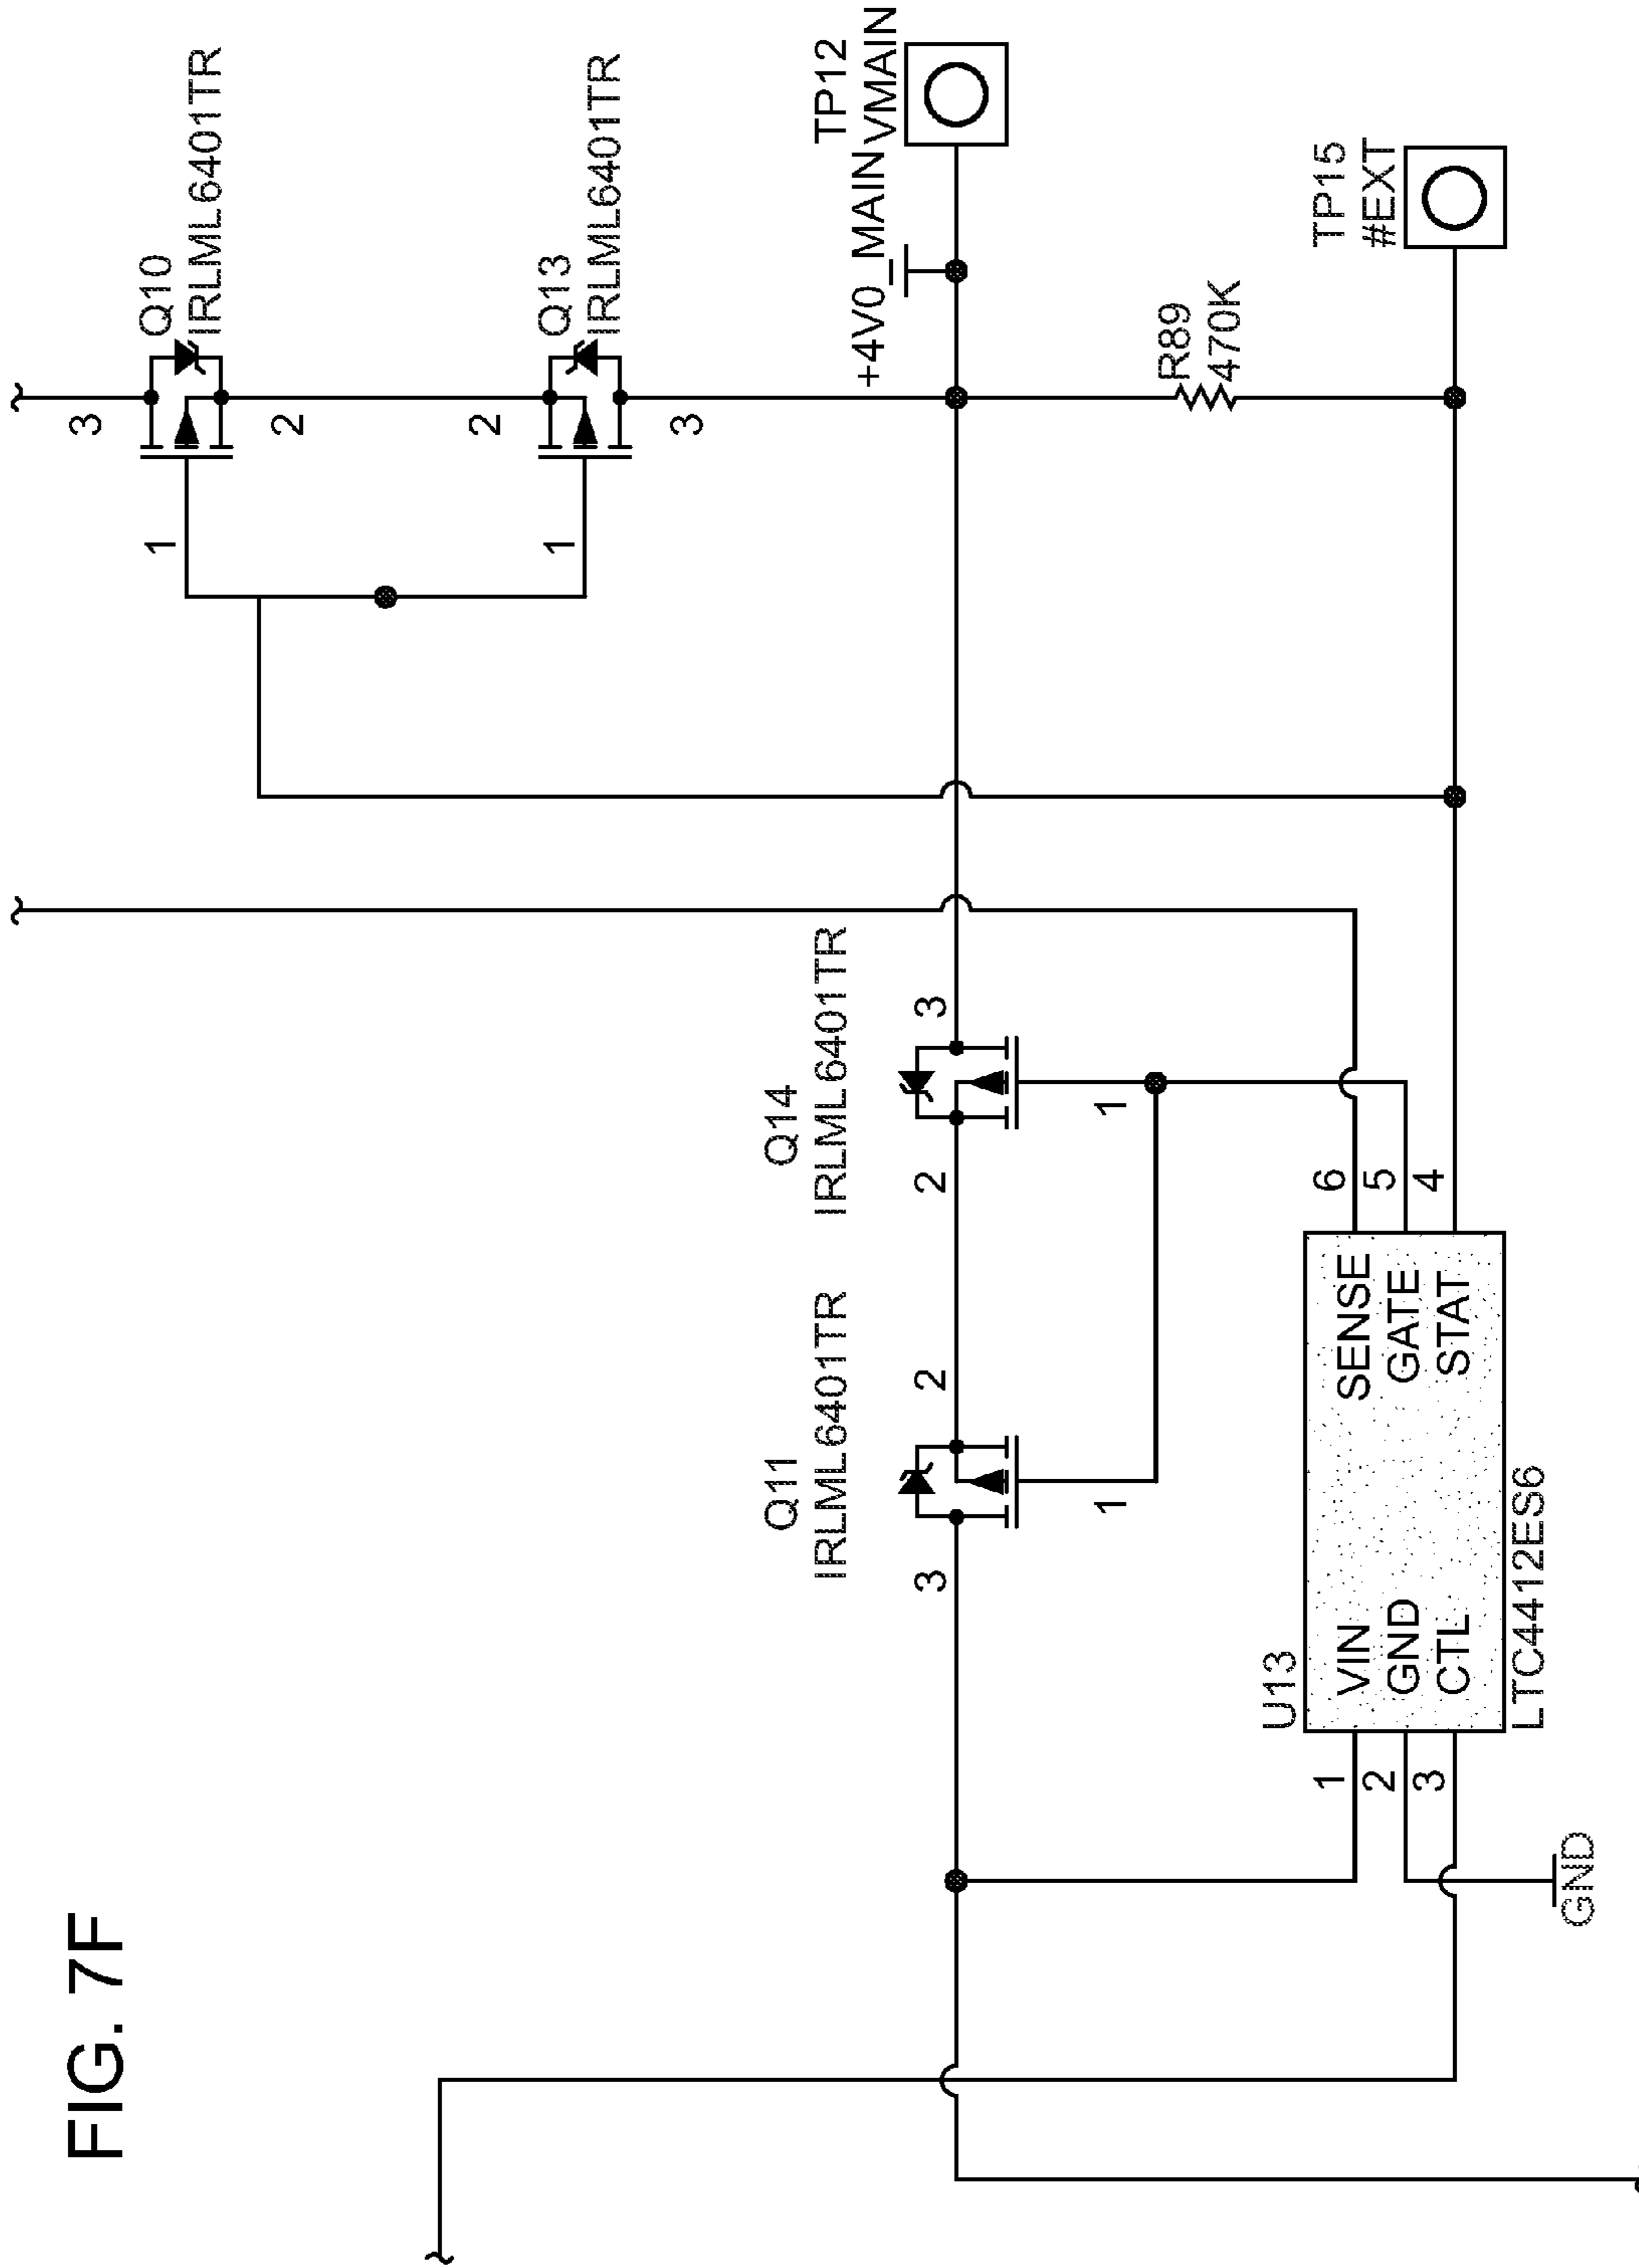 FIG. 7F
3
Q10
IRLML6401TR
1
2
2
Q13
IRLML6401TR
1
3
Q11
IRLML6401TR
3
2
1
Q14
IRLML6401TR
2
3
1
+4V0_MAIN
TP12
VMAIN
R89
470K
TP15
#EXT
U13
1
VIN
SENSE
6
2
GND
GATE
5
3
CTL
STAT
4
LTC4412ES6
GND